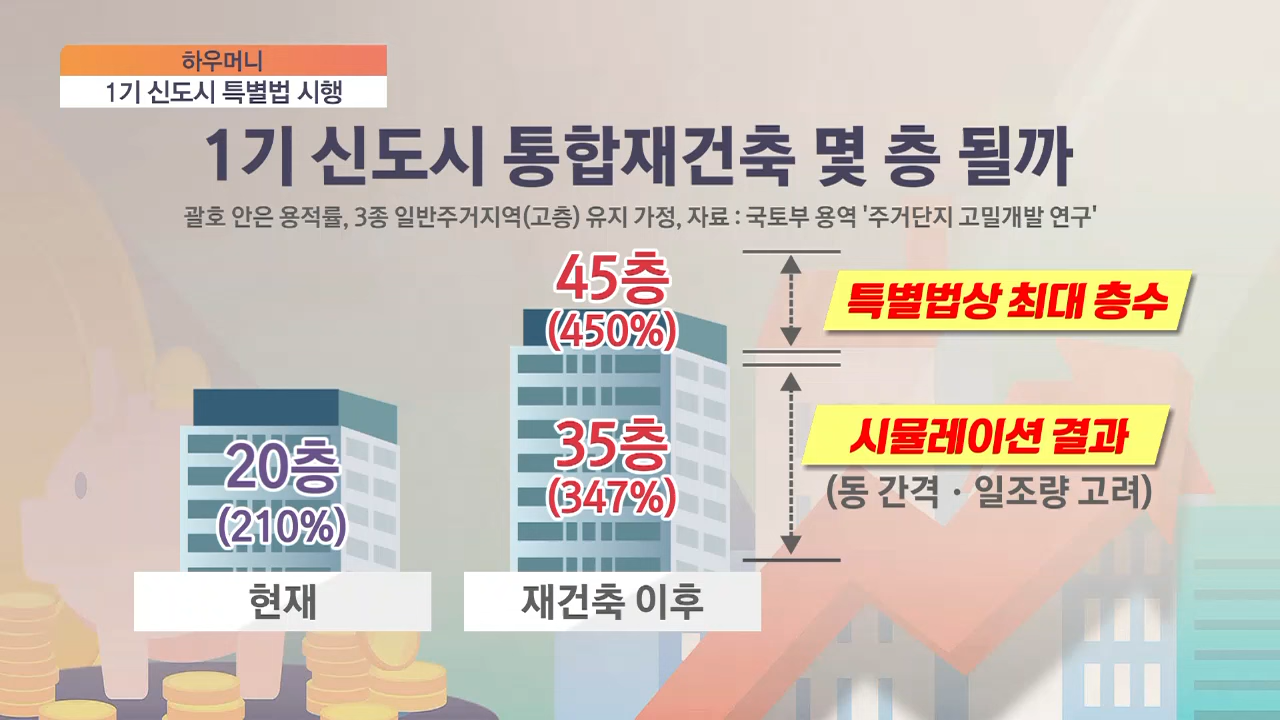 하우머니
1기 신도시 특별법 시행
1기 신도시 통합재건축 몇 층 될까
괄호 안은 용적률, 3종 일반주거지역(고층) 유지 가정, 자료 : 국토부 용역 '주거단지 고밀개발 연구'
45층
(450%)
특별법상 최대 층수
20층
(210%)
35층
(347%)
시뮬레이션 결과
(동 간격 · 일조량 고려)
현재
재건축 이후